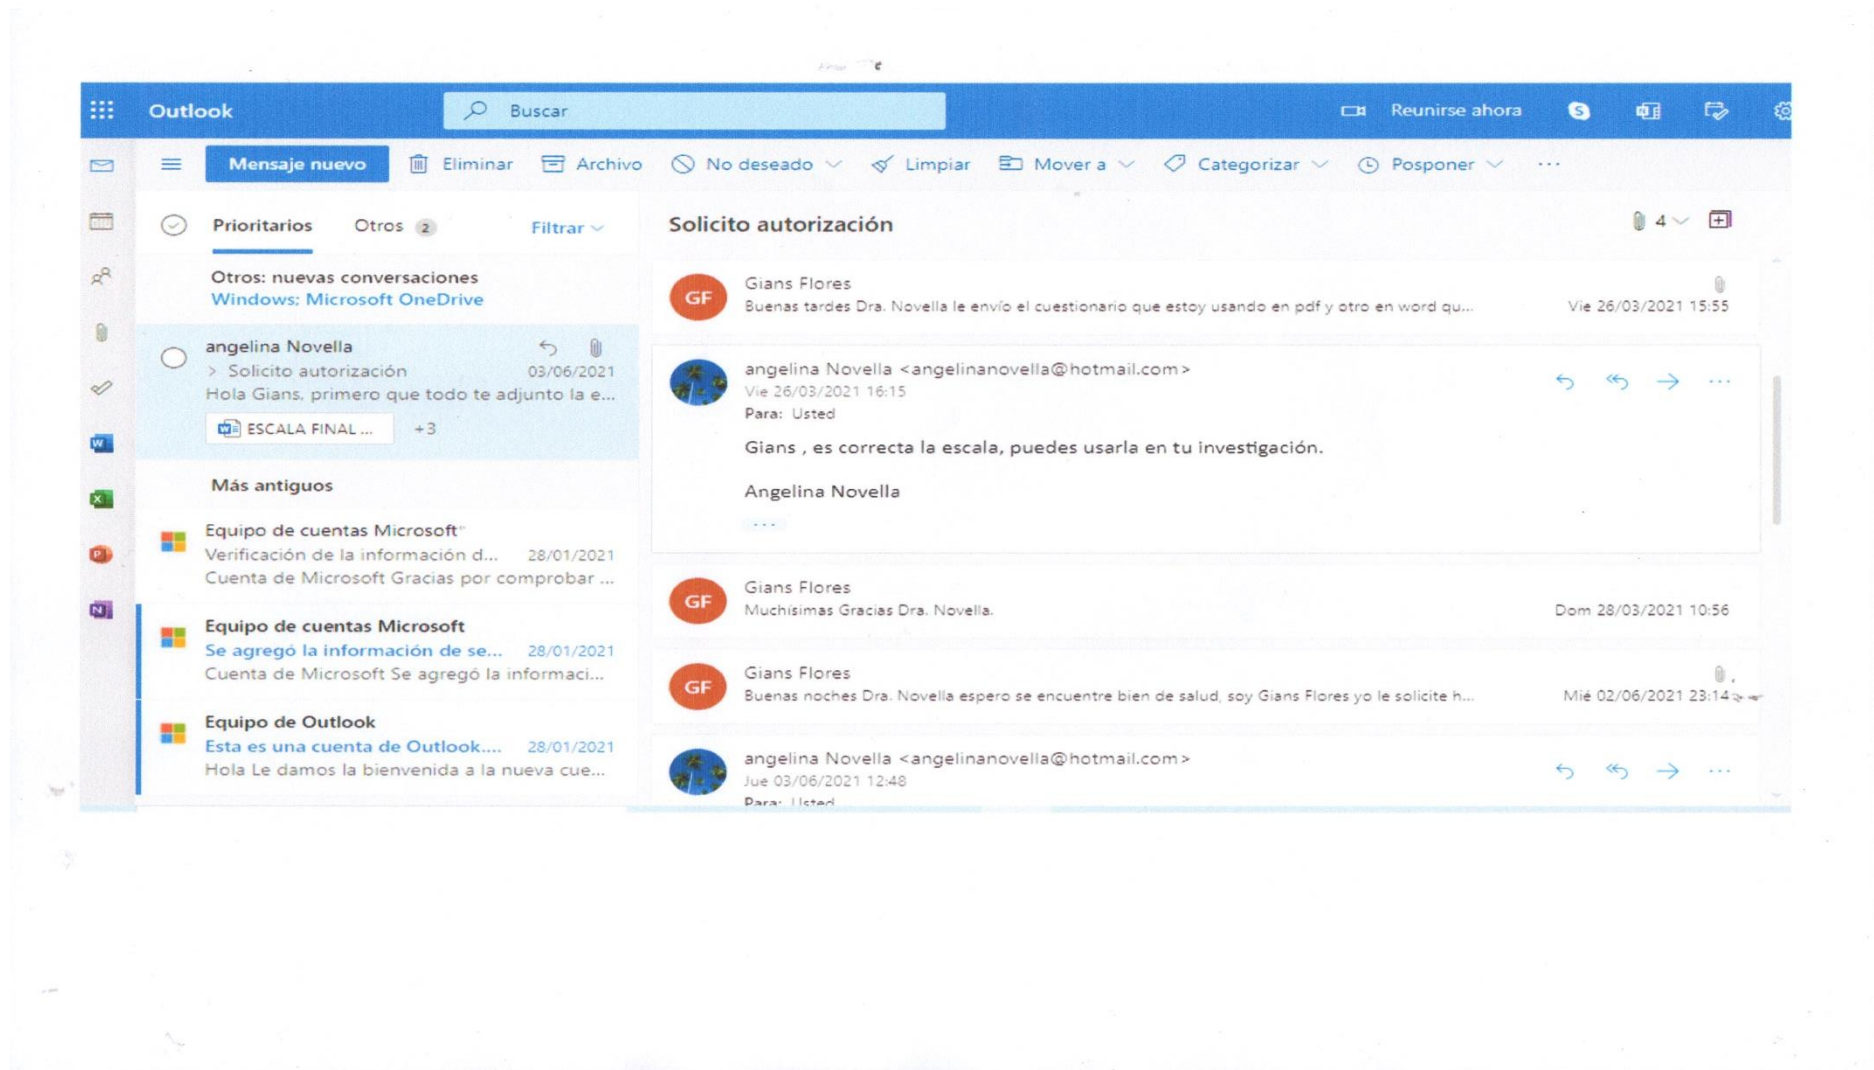 Outlook
Buscar
Reunirse ahora
Mensaje nuevo
Eliminar
Archivo
No deseado
Limpiar
Mover a
Categorizar
Posponer
...
Prioritarios
Otros 2
Filtrar
Otros: nuevas conversaciones
Windows; Microsoft OneDrive
angelina Novella
> Solicito autorización 03/06/2021
Hola Gians, primero que todo te adjunto la e...
ESCALA FINAL ... +3
Más antiguos
Equipo de cuentas Microsoft
Verificación de la información d... 28/01/2021
Cuenta de Microsoft Gracias por comprobar ...
Equipo de cuentas Microsoft
Se agregó la información de se... 28/01/2021
Cuenta de Microsoft Se agregó la informaci...
Equipo de Outlook
Esta es una cuenta de Outlook.... 28/01/2021
Hola Le damos la bienvenida a la nueva cue...
Solicito autorización
4
GF
Gians Flores
Buenas tardes Dra. Novella le envío el cuestionario que estoy usando en pdf y otro en word qu... Vie 26/03/2021 15:55
angelina Novella <angelinanovella@hotmail.com>
Vie 26/03/2021 16:15
Para: Usted
Gians , es correcta la escala, puedes usarla en tu investigación.
Angelina Novella
...
GF
Gians Flores
Muchísimas Gracias Dra. Novella. Dom 28/03/2021 10:56
GF
Gians Flores
Buenas noches Dra. Novella espero se encuentre bien de salud, soy Gians Flores yo le solicite h... Mié 02/06/2021 23:14
angelina Novella <angelinanovella@hotmail.com>
Jue 03/06/2021 12:48
Para: Usted